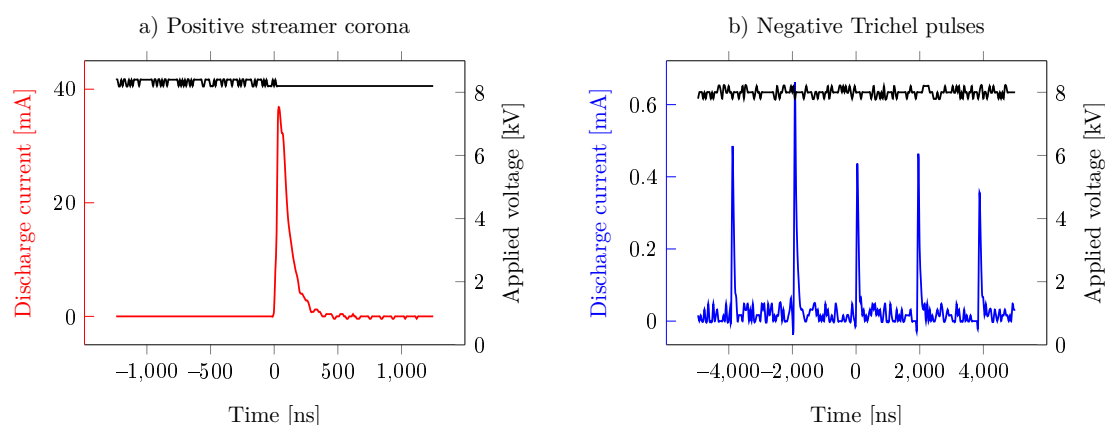 a) Positive streamer corona
b) Negative Trichel pulses
Discharge current [mA]
40
20
0
8
6
4
2
0
Applied voltage [kV]
−1,000 −500 0 500 1,000
Time [ns]
Discharge current [mA]
0.6
0.4
0.2
0
8
6
4
2
0
Applied voltage [kV]
−4,000 −2,000 0 2,000 4,000
Time [ns]